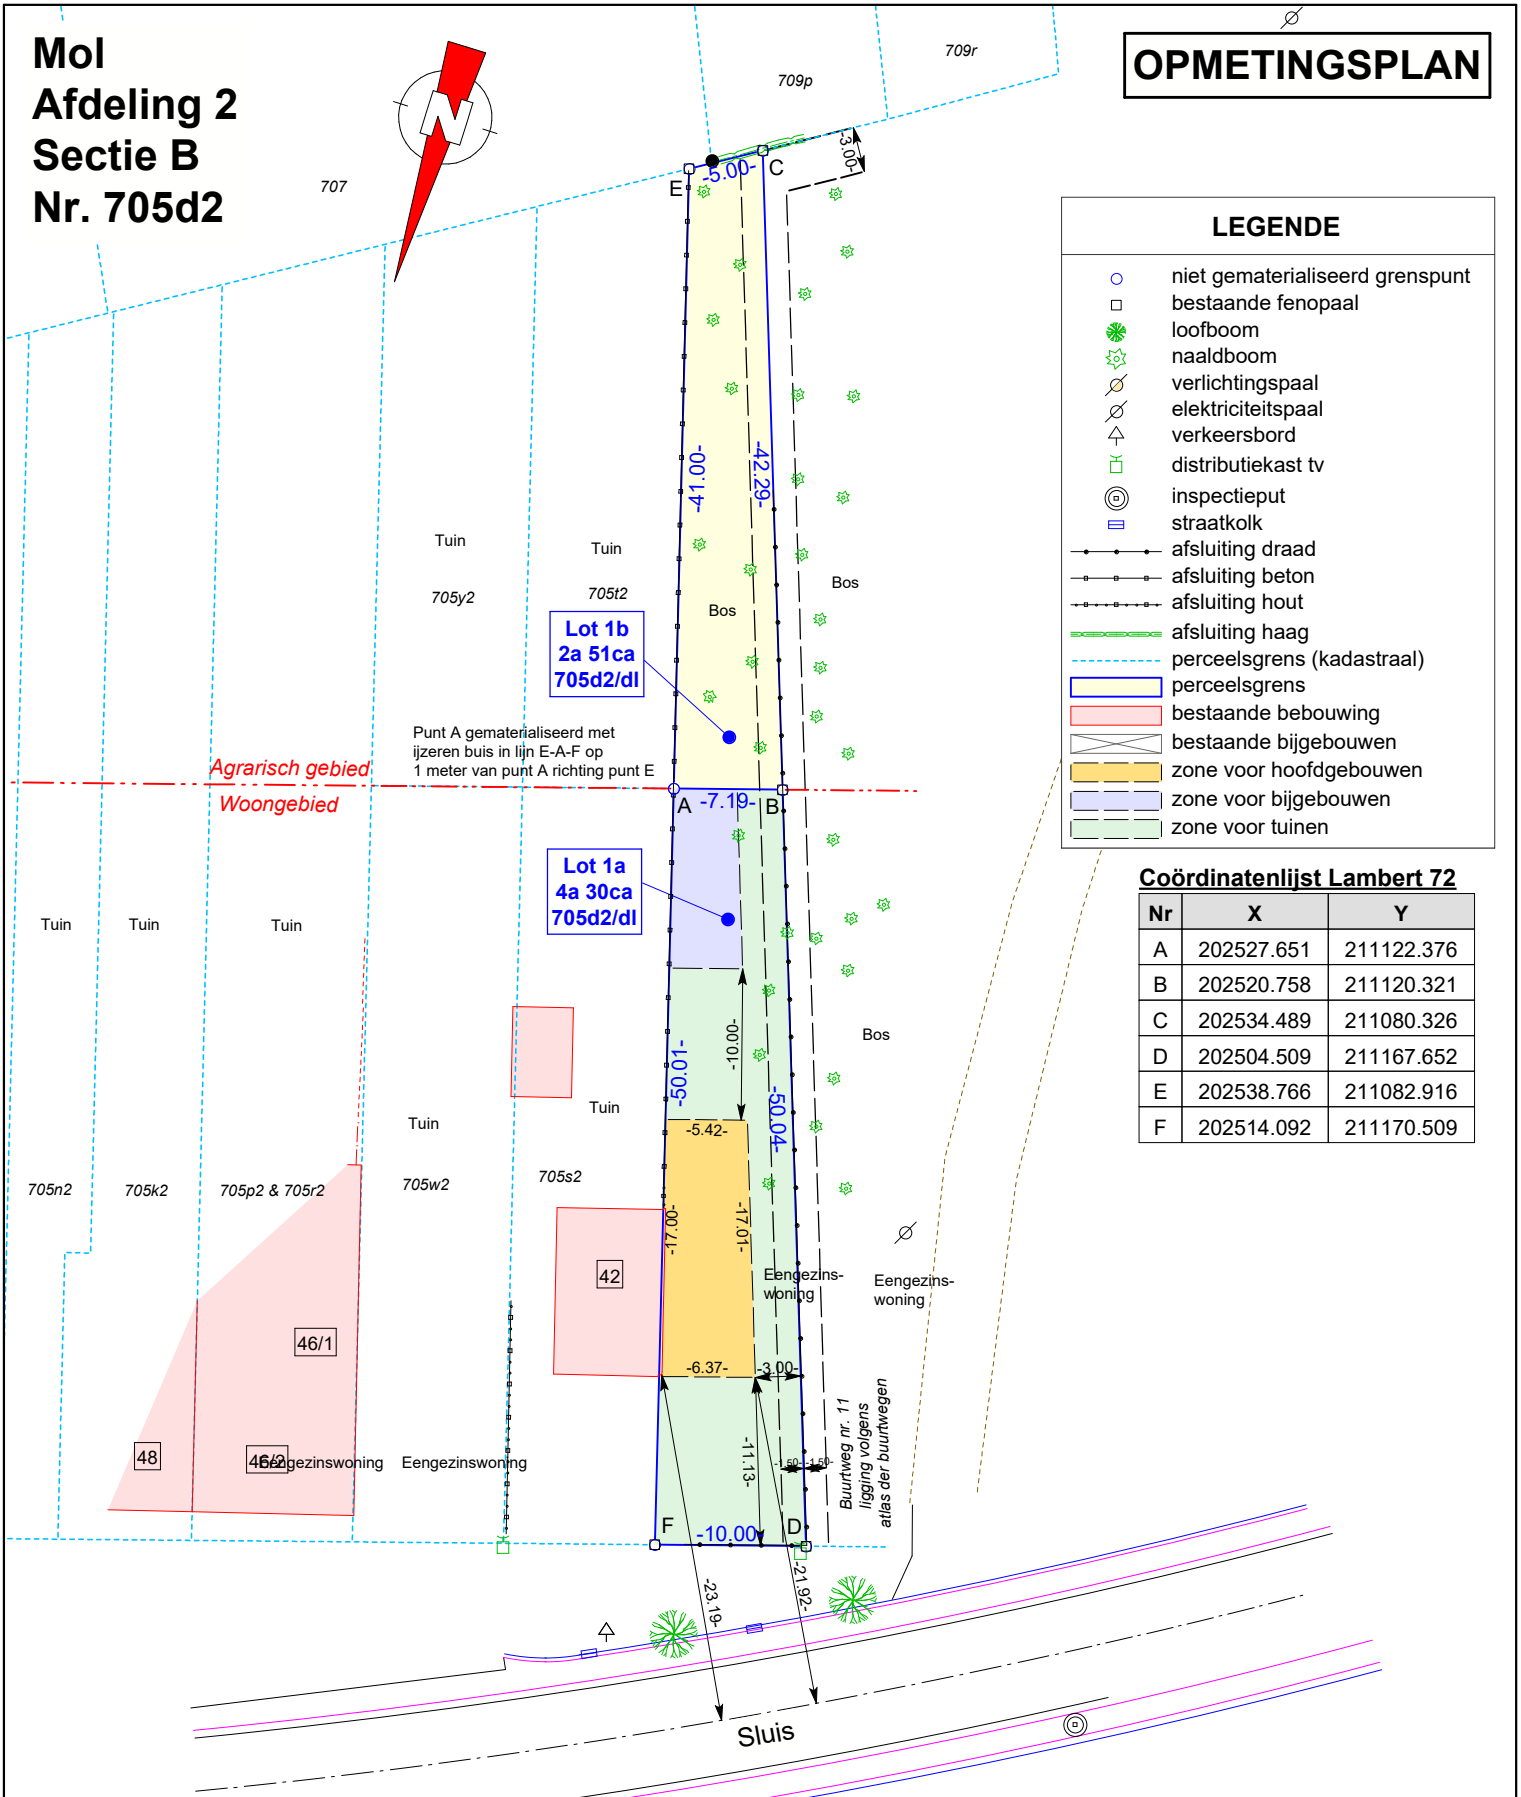 Mol
Afdeling 2
Sectie B
Nr. 705d2
OPMETINGSPLAN
709r
709p
707
N
-3.00-
-5.00-
C
E
LEGENDE
niet gematerialiseerd grenspunt
bestaande fenopaal
loofboom
naaldboom
verlichtingspaal
elektriciteitspaal
verkeersbord
distributiekast tv
inspectieput
straatkolk
afsluiting draad
afsluiting beton
afsluiting hout
afsluiting haag
perceelsgrens (kadastraal)
perceelsgrens
bestaande bebouwing
bestaande bijgebouwen
zone voor hoofdgebouwen
zone voor bijgebouwen
zone voor tuinen
-41.00-
-42.29-
Tuin
Tuin
705y2
705t2
Bos
Bos
Lot 1b
2a 51ca
705d2/dl
Punt A gematerialiseerd met
ijzeren buis in lijn E-A-F op
1 meter van punt A richting punt E
Agrarisch gebied
Woongebied
A
-7.19-
B
Lot 1a
4a 30ca
705d2/dl
Coördinatenlijst Lambert 72
Nr X Y
A 202527.651 211122.376
B 202520.758 211120.321
C 202534.489 211080.326
D 202504.509 211167.652
E 202538.766 211082.916
F 202514.092 211170.509
Tuin
Tuin
Tuin
Bos
-10.00-
-50.01-
-50.04-
Tuin
Tuin
-5.42-
705n2
705k2
705p2 & 705r2
705w2
705s2
-17.00-
-17.01-
42
Eengezins-
woning
Eengezins-
woning
46/1
-6.37-
-3.00-
Buurtweg nr. 11
ligging volgens
atlas der buurtwegen
48
46/2
Eengezinswoning
Eengezinswoning
-11.13-
-1.50-
-1.50-
F
-10.00-
D
-23.19-
-21.92-
Sluis